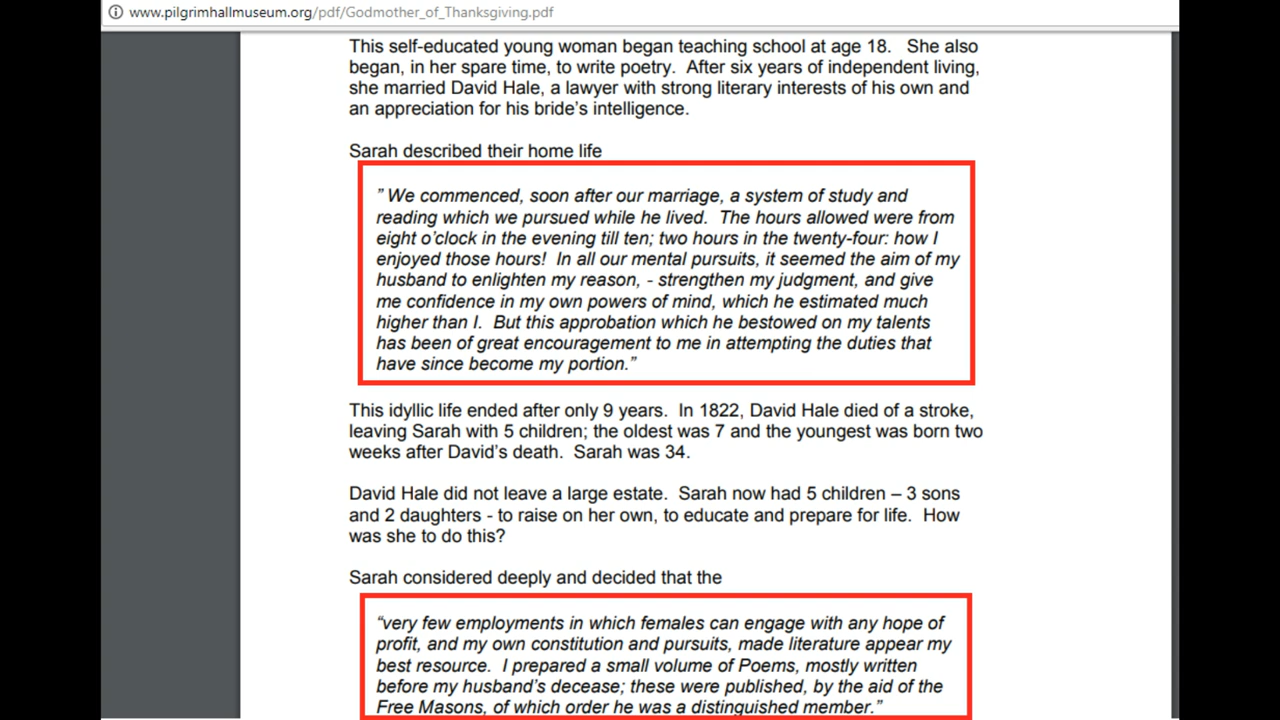 www.pilgrimhallmuseum.org/pdf/Godmother_of_Thanksgiving.pdf
This self-educated young woman began teaching school at age 18. She also
began, in her spare time, to write poetry. After six years of independent living,
she married David Hale, a lawyer with strong literary interests of his own and
an appreciation for his bride’s intelligence.
Sarah described their home life
” We commenced, soon after our marriage, a system of study and
reading which we pursued while he lived. The hours allowed were from
eight o’clock in the evening till ten; two hours in the twenty-four: how I
enjoyed those hours! In all our mental pursuits, it seemed the aim of my
husband to enlighten my reason, - strengthen my judgment, and give
me confidence in my own powers of mind, which he estimated much
higher than I. But this approbation which he bestowed on my talents
has been of great encouragement to me in attempting the duties that
have since become my portion.”
This idyllic life ended after only 9 years. In 1822, David Hale died of a stroke,
leaving Sarah with 5 children; the oldest was 7 and the youngest was born two
weeks after David’s death. Sarah was 34.
David Hale did not leave a large estate. Sarah now had 5 children – 3 sons
and 2 daughters - to raise on her own, to educate and prepare for life. How
was she to do this?
Sarah considered deeply and decided that the
“very few employments in which females can engage with any hope of
profit, and my own constitution and pursuits, made literature appear my
best resource. I prepared a small volume of Poems, mostly written
before my husband’s decease; these were published, by the aid of the
Free Masons, of which order he was a distinguished member.”